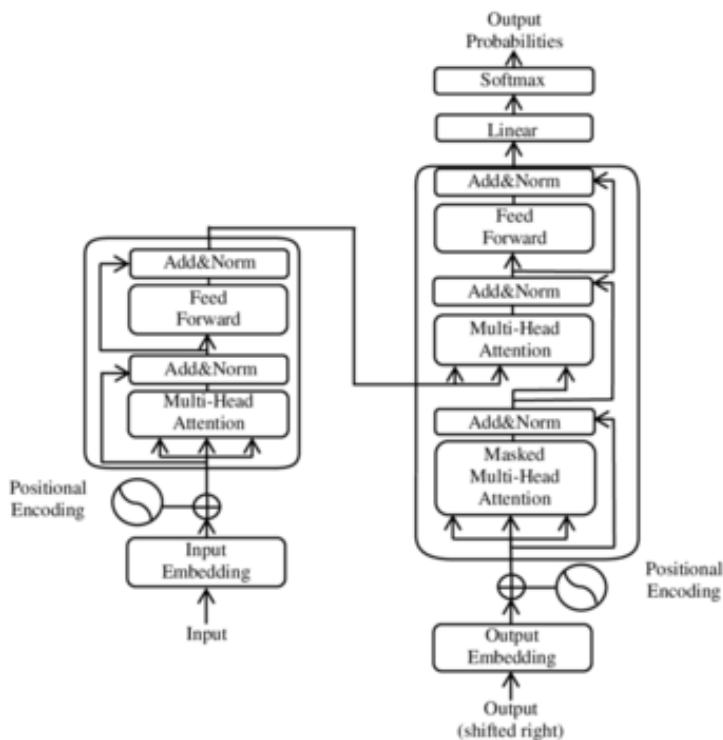 Output
Probabilities
Softmax
Linear
Add&Norm
Feed
Forward
Add&Norm
Multi-Head
Attention
Add&Norm
Masked
Multi-Head
Attention
Positional
Encoding
Output
Embedding
Output
(shifted right)
Add&Norm
Feed
Forward
Add&Norm
Multi-Head
Attention
Positional
Encoding
Input
Embedding
Input